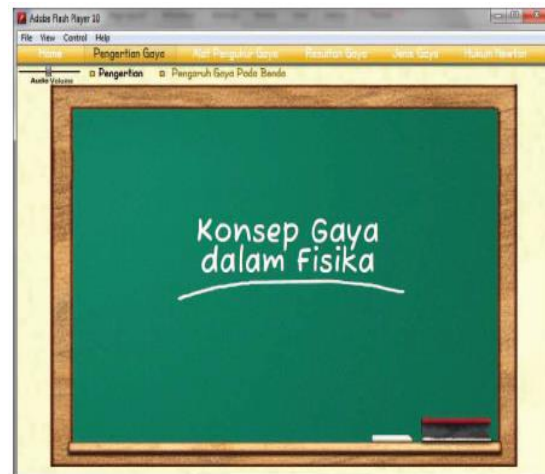 Adobe Flash Player 10
File View Control Help
Home Pengertian Gaya Alat Pengukur Gaya Resultan Gaya Jenis Gaya Hukum Newton
Audio Volume
Pengertian Pengaruh Gaya Pada Benda
Konsep Gaya
dalam Fisika